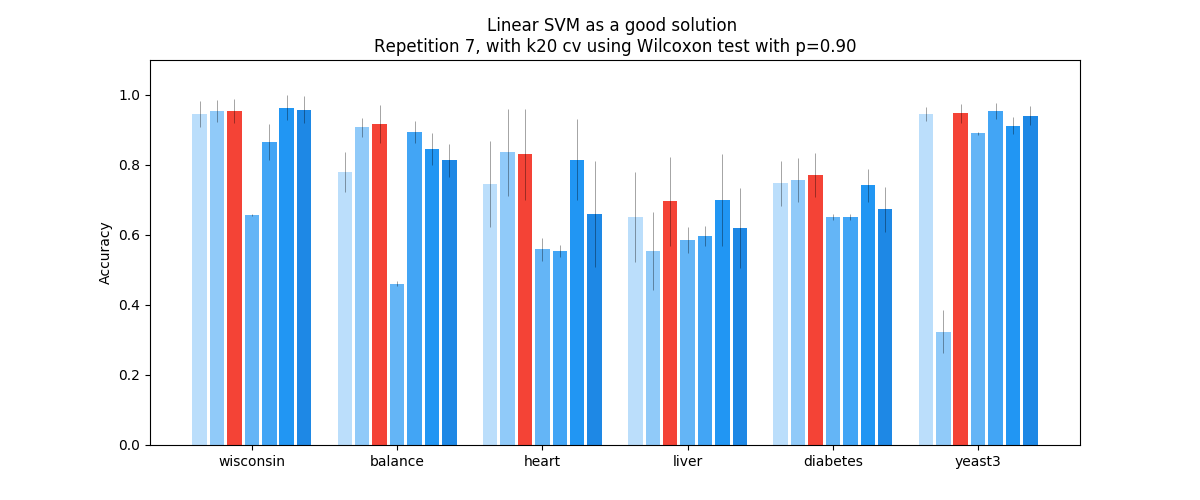 Linear SVM as a good solution
Repetition 7, with k20 cv using Wilcoxon test with p=0.90
Accuracy
1.0
0.8
0.6
0.4
0.2
0.0
wisconsin balance heart liver diabetes yeast3